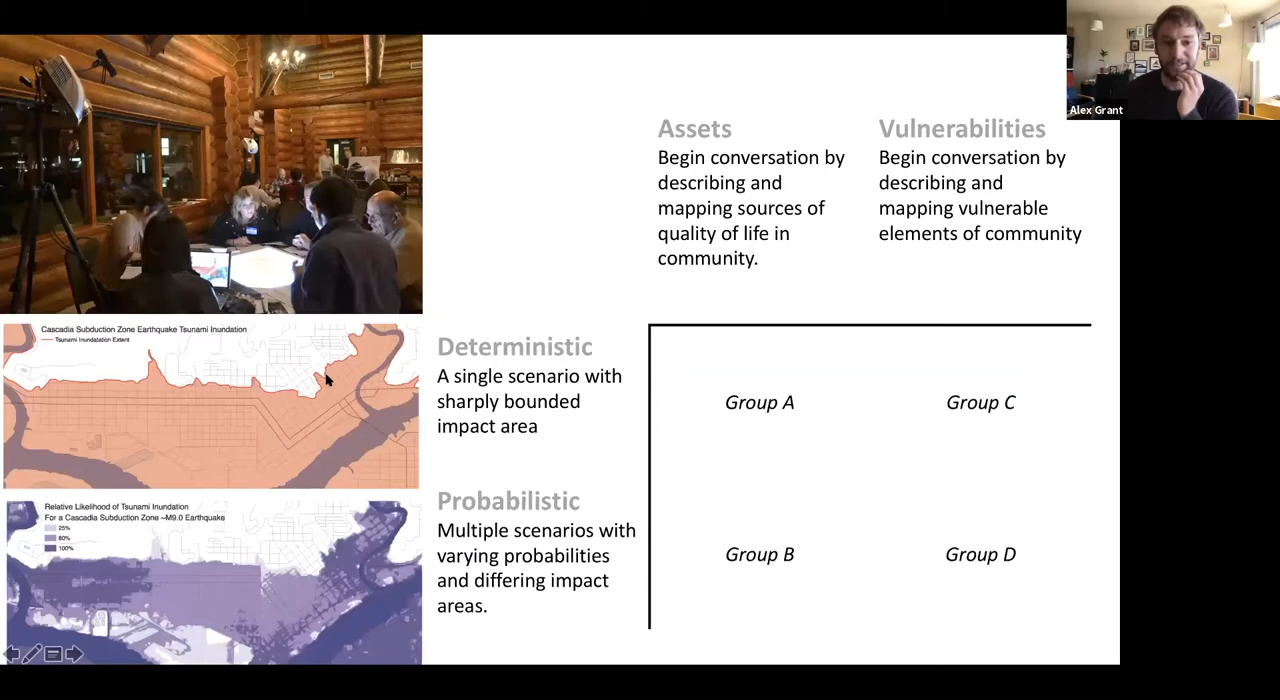 Alex Grant
Assets
Begin conversation by
describing and
mapping sources of
quality of life in
community.
Vulnerabilities
Begin conversation by
describing and
mapping vulnerable
elements of community
Cascadia Subduction Zone Earthquake Tsunami Inundation
Tsunami Inundatation Extent
Deterministic
A single scenario with
sharply bounded
impact area
Group A
Group C
Relative Likelihood of Tsunami Inundation
For a Cascadia Subduction Zone ~M9.0 Earthquake
25%
80%
100%
Probabilistic
Multiple scenarios with
varying probabilities
and differing impact
areas.
Group B
Group D